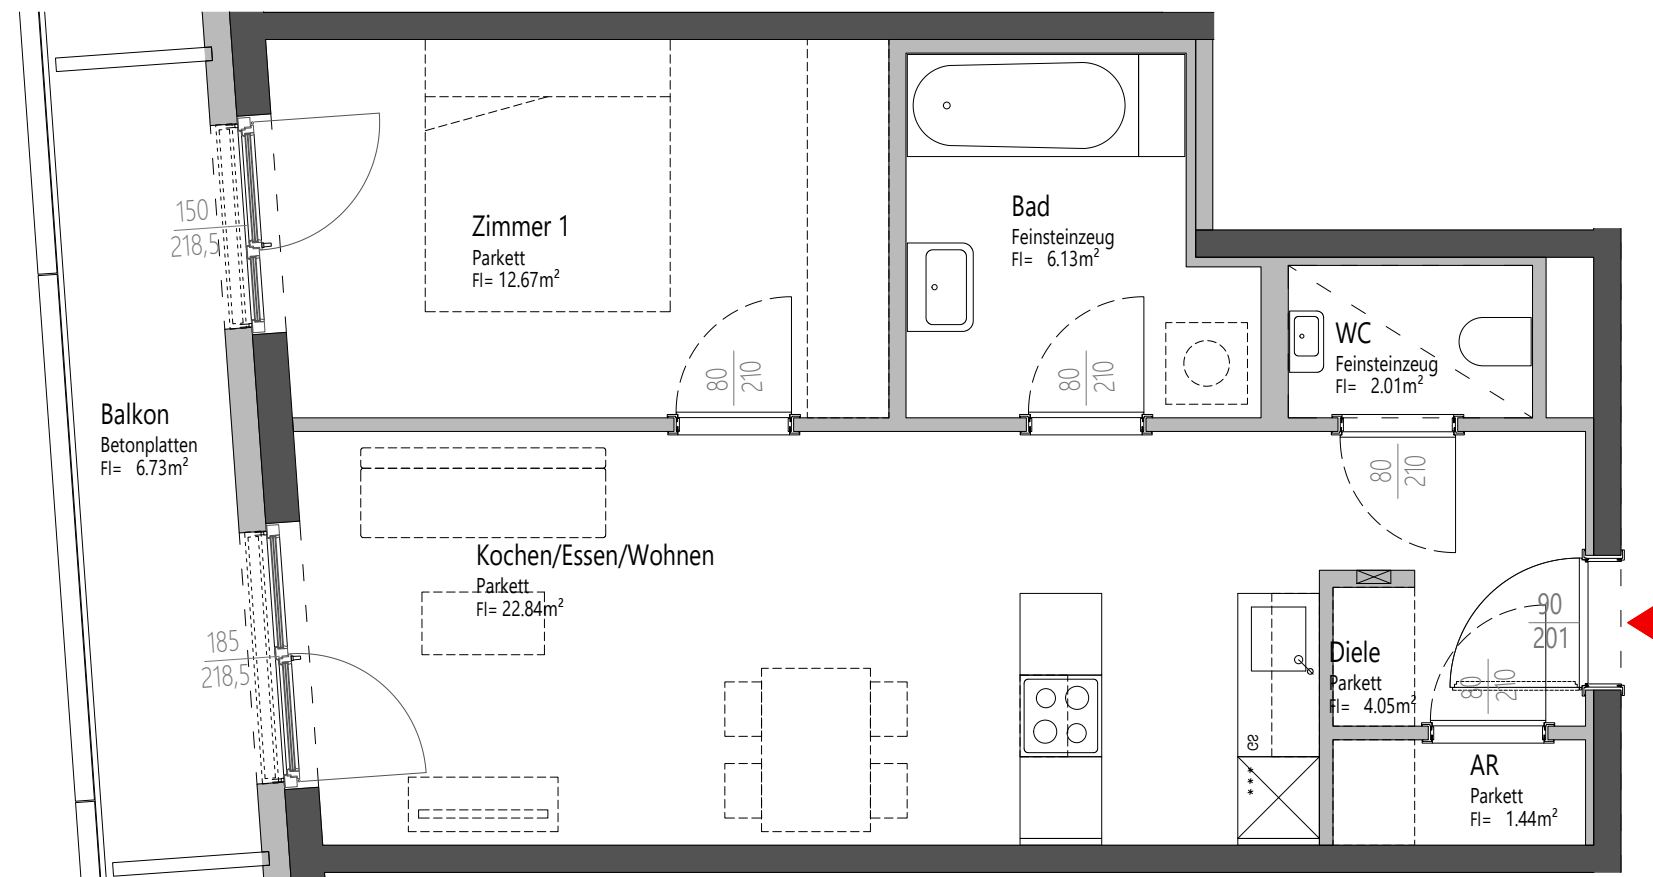 150
218,5
Zimmer 1
Parkett
Fl= 12.67m²
80
210
Bad
Feinsteinzeug
Fl= 6.13m²
80
210
WC
Feinsteinzeug
Fl= 2.01m²
80
210
Balkon
Betonplatten
Fl= 6.73m²
Kochen/Essen/Wohnen
Parkett
Fl= 22.84m²
185
218,5
GS
***
Diele
Parkett
Fl= 4.05m²
90
201
80
210
AR
Parkett
Fl= 1.44m²